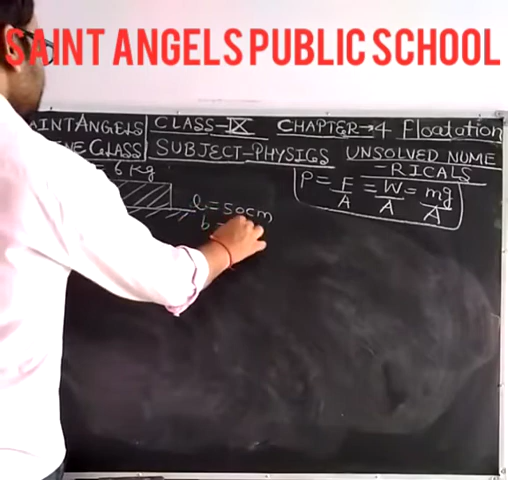 SAINT ANGELS PUBLIC SCHOOL
AINT ANGELS CLASS-IX CHAPTER→4 Floatation
NE CLASS SUBJECT-PHYSICS UNSOLVED NUME
-RICALS
= 6 Kg
P = F/A = W/A = mg/A
l = 50cm
b =